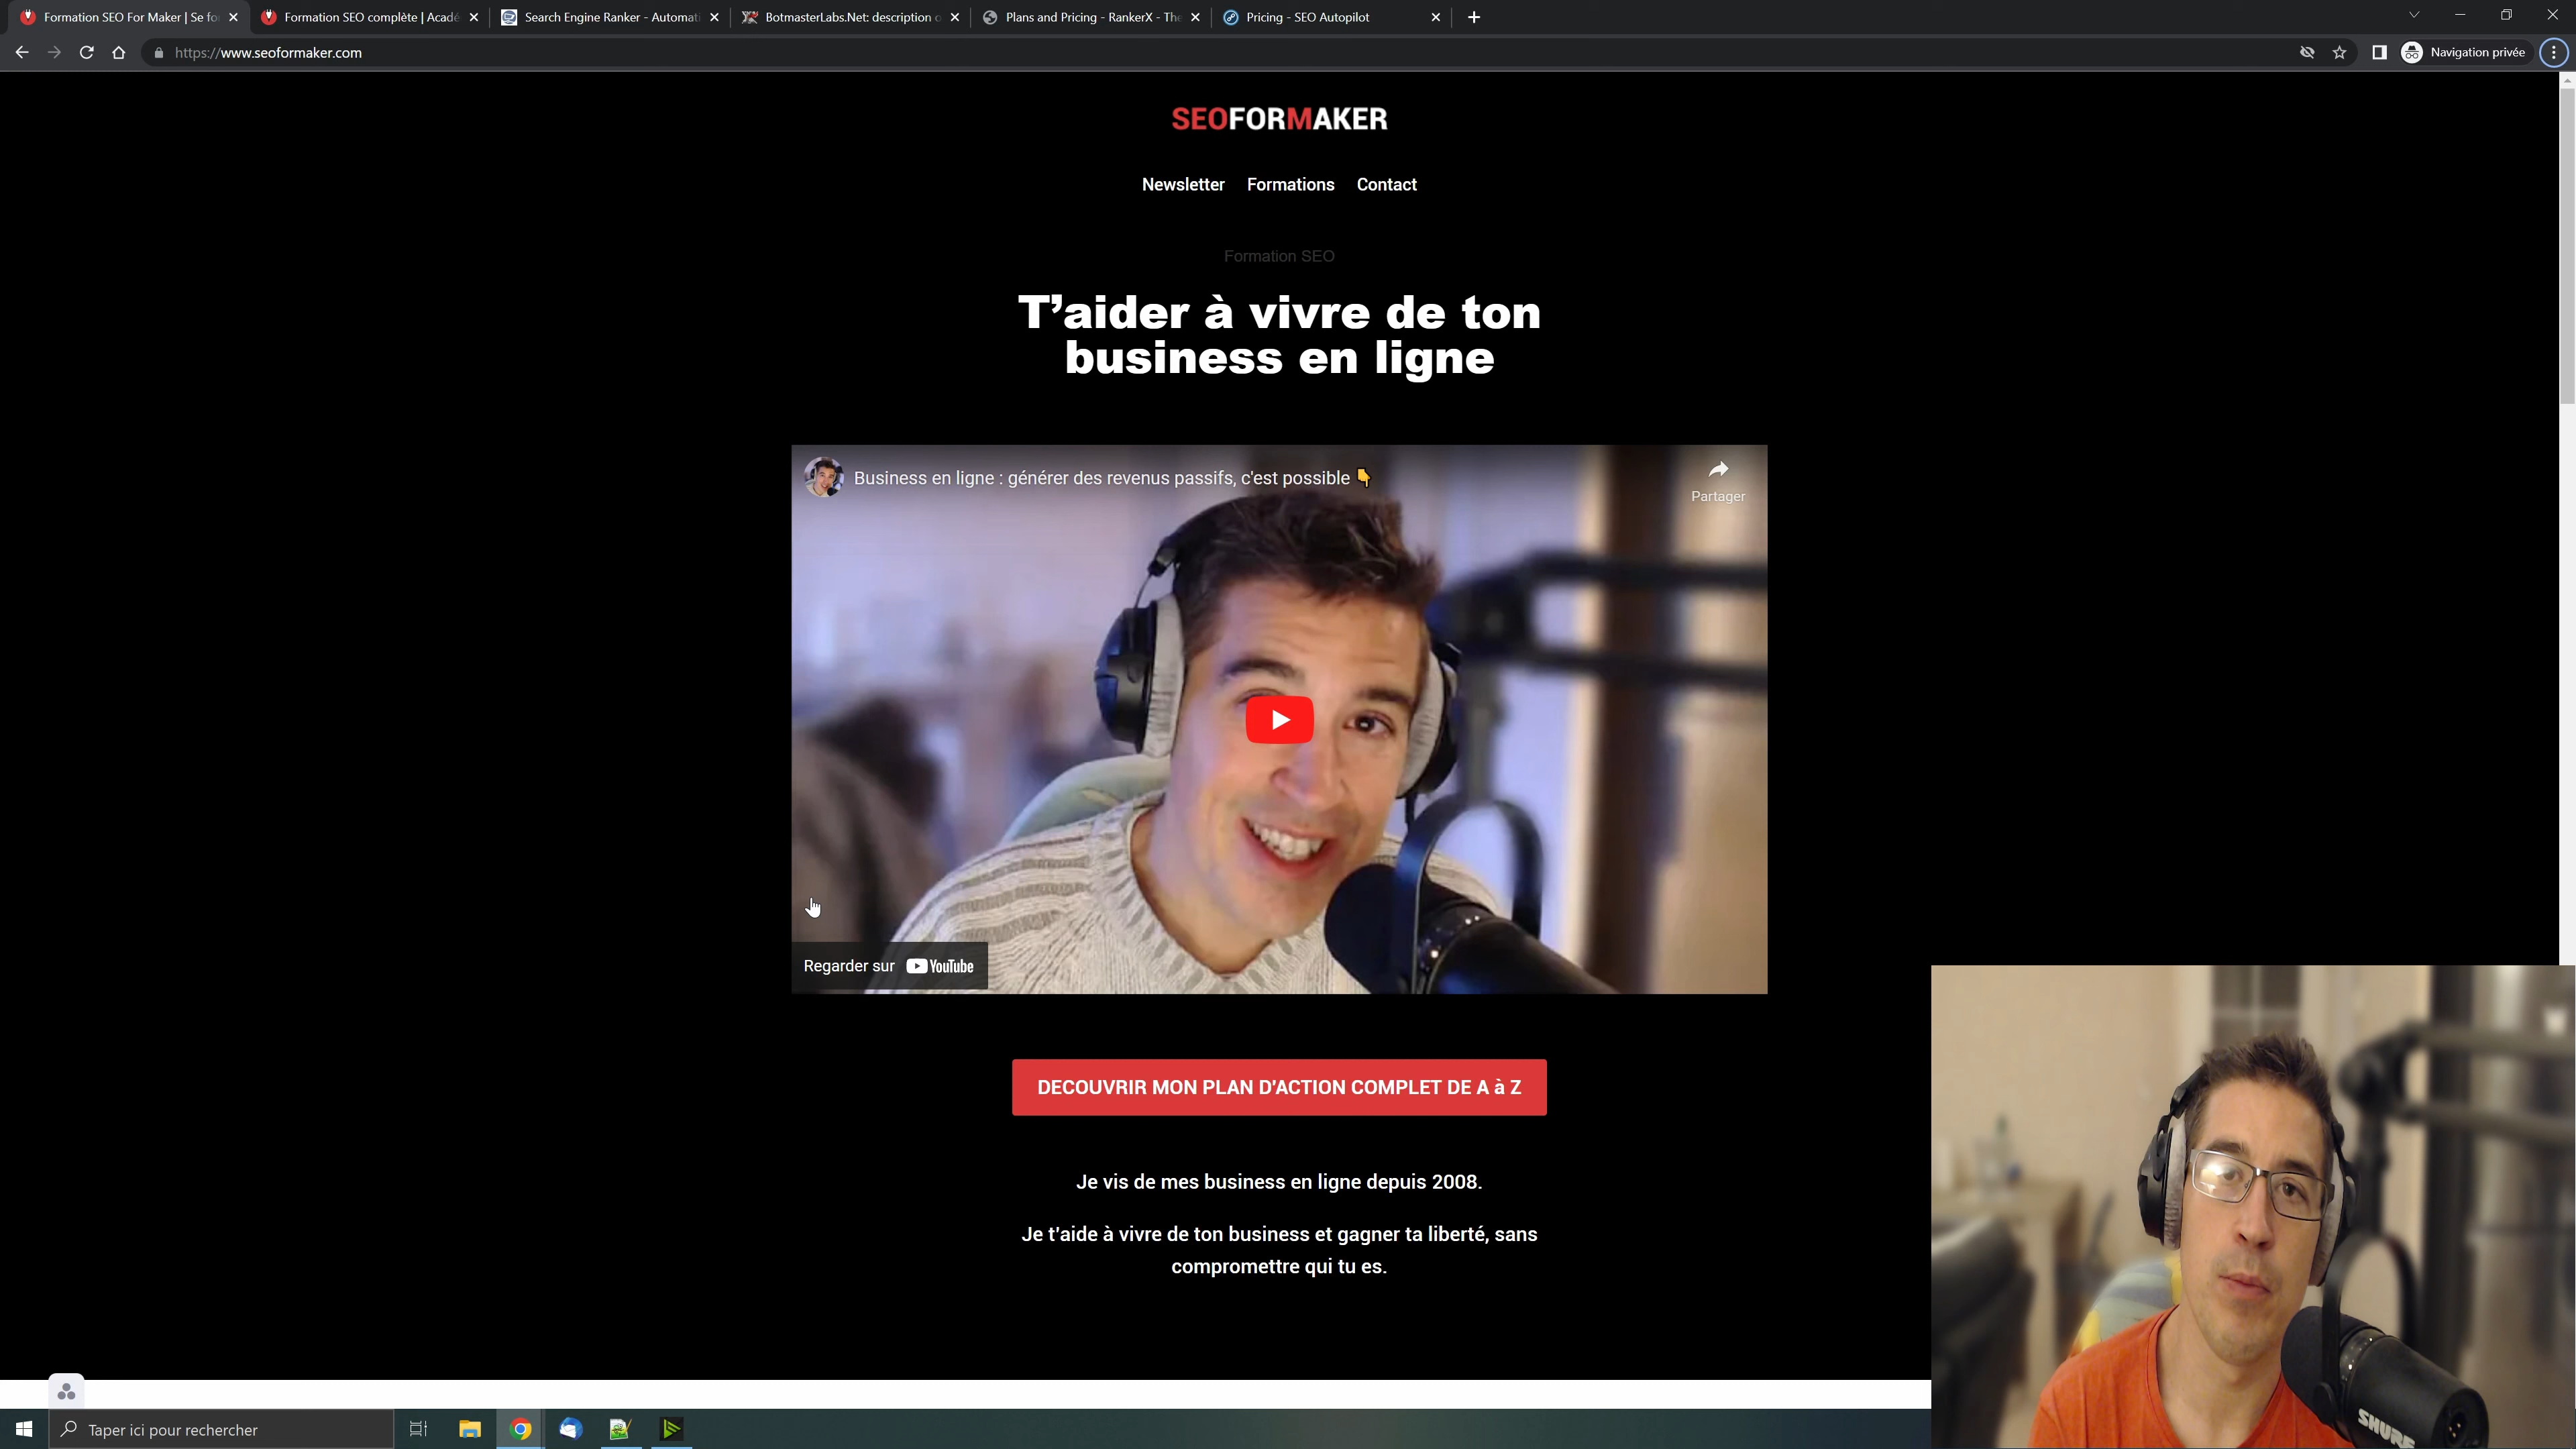 Formation SEO For Maker | Se fo
Formation SEO complète | Acadé
Search Engine Ranker - Automat
BotmasterLabs.Net: description o
Plans and Pricing - RankerX - The
Pricing - SEO Autopilot
https://www.seoformaker.com
Navigation privée
SEOFORMAKER
Newsletter Formations Contact
Formation SEO
T'aider à vivre de ton
business en ligne
Business en ligne : générer des revenus passifs, c'est possible
Partager
Regarder sur YouTube
DECOUVRIR MON PLAN D'ACTION COMPLET DE A à Z
Je vis de mes business en ligne depuis 2008.
Je t'aide à vivre de ton business et gagner ta liberté, sans
compromettre qui tu es.
SHURE
Taper ici pour rechercher